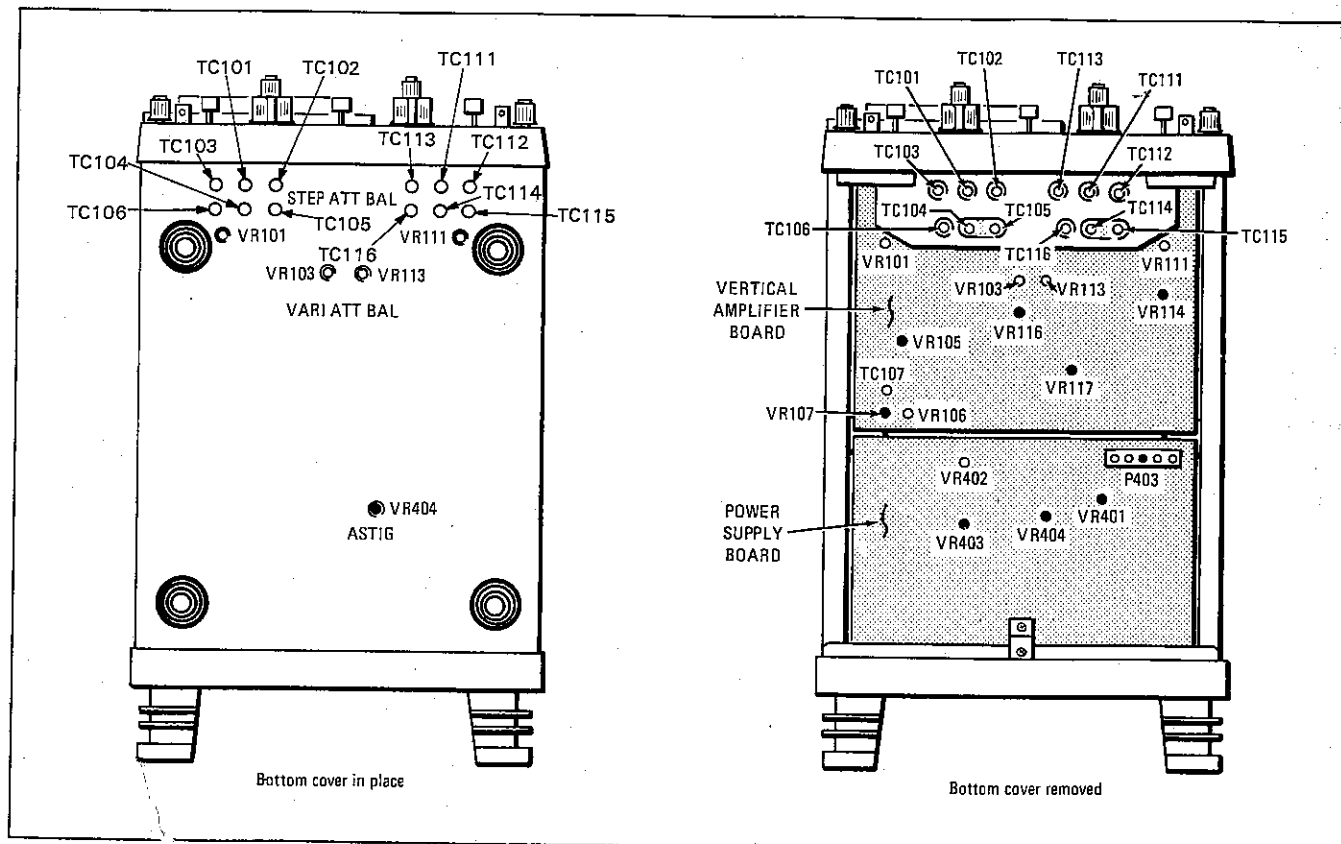 TC101
TC102
TC111
TC103
TC113
TC112
TC104
STEP ATT BAL
TC114
TC106
TC105
TC115
VR101
VR111
TC116
VR103
VR113
VARI ATT BAL
VR404
ASTIG
Bottom cover in place
TC102
TC113
TC101
TC111
TC103
TC112
TC104
TC105
TC114
TC106
TC115
VR101
TC116
VR111
VR103
VR113
VERTICAL
AMPLIFIER
BOARD
VR114
VR116
VR105
TC107
VR117
VR107
VR106
VR402
P403
POWER
SUPPLY
BOARD
VR401
VR403
VR404
Bottom cover removed